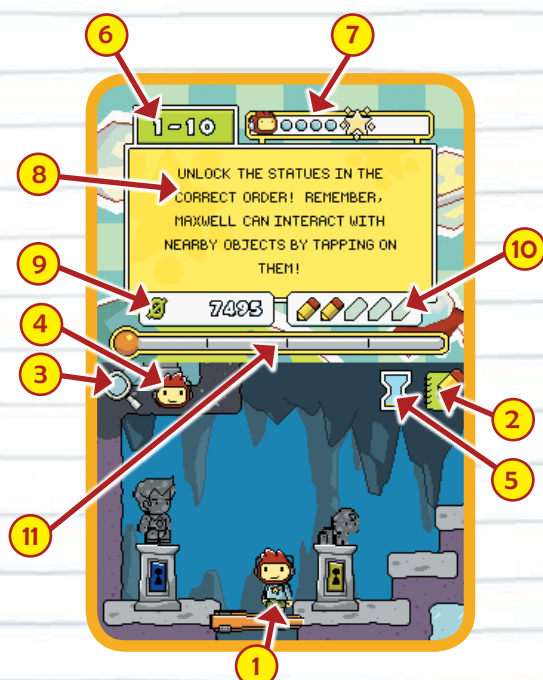 6
7
1-10
8
UNLOCK THE STATUES IN THE
CORRECT ORDER! REMEMBER,
MAXWELL CAN INTERACT WITH
NEARBY OBJECTS BY TAPPING ON
THEM!
9
10
7495
4
3
2
5
11
1